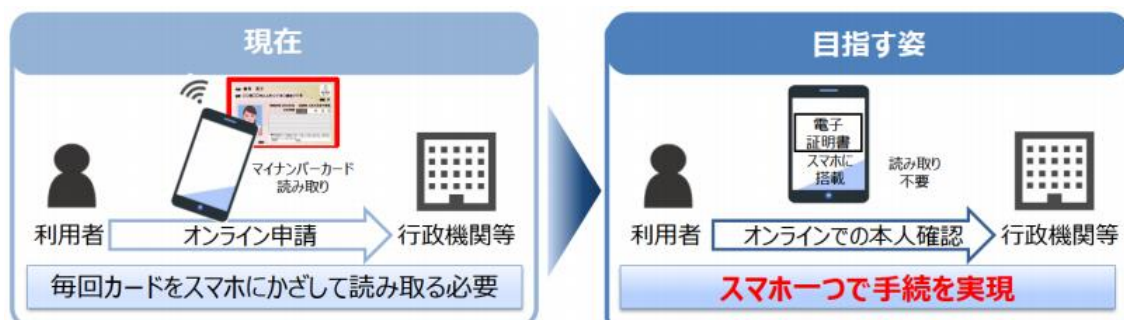 現在
マイナンバーカード
読み取り
利用者
オンライン申請
行政機関等
毎回カードをスマホにかざして読み取る必要
目指す姿
電子
証明書
スマホに
搭載
読み取り
不要
利用者
オンラインでの本人確認
行政機関等
スマホ一つで手続を実現